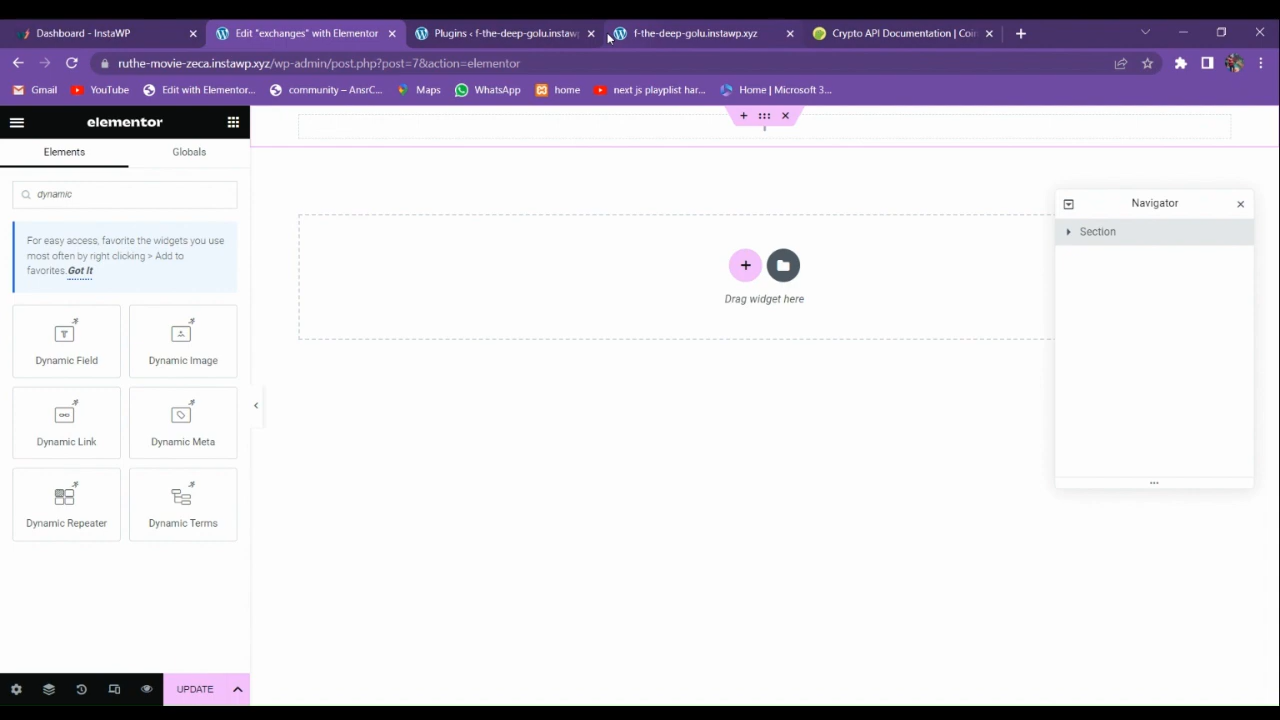 Dashboard - InstaWP
Edit "exchanges" with Elementor
Plugins ‹ f-the-deep-golu.instawp
f-the-deep-golu.instawp.xyz
Crypto API Documentation | Coin
ruthe-movie-zeca.instawp.xyz/wp-admin/post.php?post=7&action=elementor
Gmail
YouTube
Edit with Elementor...
community – AnsrC...
Maps
WhatsApp
home
next js playlist har...
Home | Microsoft 3...
elementor
Elements
Globals
dynamic
For easy access, favorite the widgets you use
most often by right clicking > Add to
favorites. Got It
Dynamic Field
Dynamic Image
Dynamic Link
Dynamic Meta
Dynamic Repeater
Dynamic Terms
UPDATE
Drag widget here
Navigator
Section